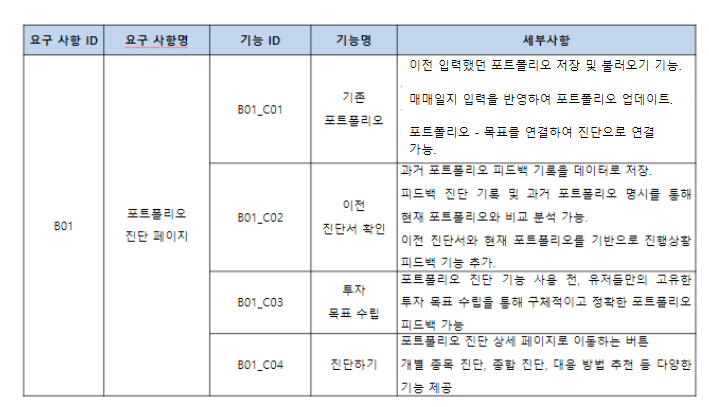 요구 사항 ID 요구 사항명 기능 ID 기능명 세부사항
B01
포트폴리오
진단 페이지
B01_C01
기존
포트폴리오
이전 입력했던 포트폴리오 저장 및 불러오기 기능.
매매일지 입력을 반영하여 포트폴리오 업데이트.
포트폴리오 - 목표를 연결하여 진단으로 연결
가능.
B01_C02
이전
진단서 확인
과거 포트폴리오 피드백 기록을 데이터로 저장.
피드백 진단 기록 및 과거 포트폴리오 명시를 통해
현재 포트폴리오와 비교 분석 가능.
이전 진단서와 현재 포트폴리오를 기반으로 진행상황
피드백 기능 추가.
B01_C03
투자
목표 수립
포트폴리오 진단 기능 사용 전, 유저들만의 고유한
투자 목표 수립을 통해 구체적이고 정확한 포트폴리오
피드백 가능
B01_C04
진단하기
포트폴리오 진단 상세 페이지로 이동하는 버튼
개별 종목 진단, 종합 진단, 대응 방법 추천 등 다양한
기능 제공